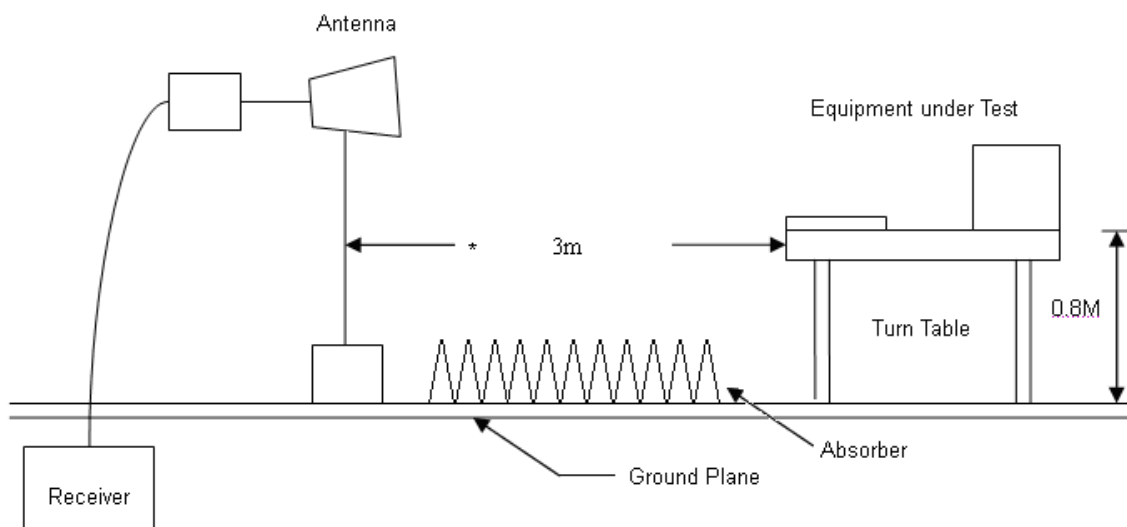 Antenna
Equipment under Test
* 3m
0.8M
Turn Table
Absorber
Ground Plane
Receiver